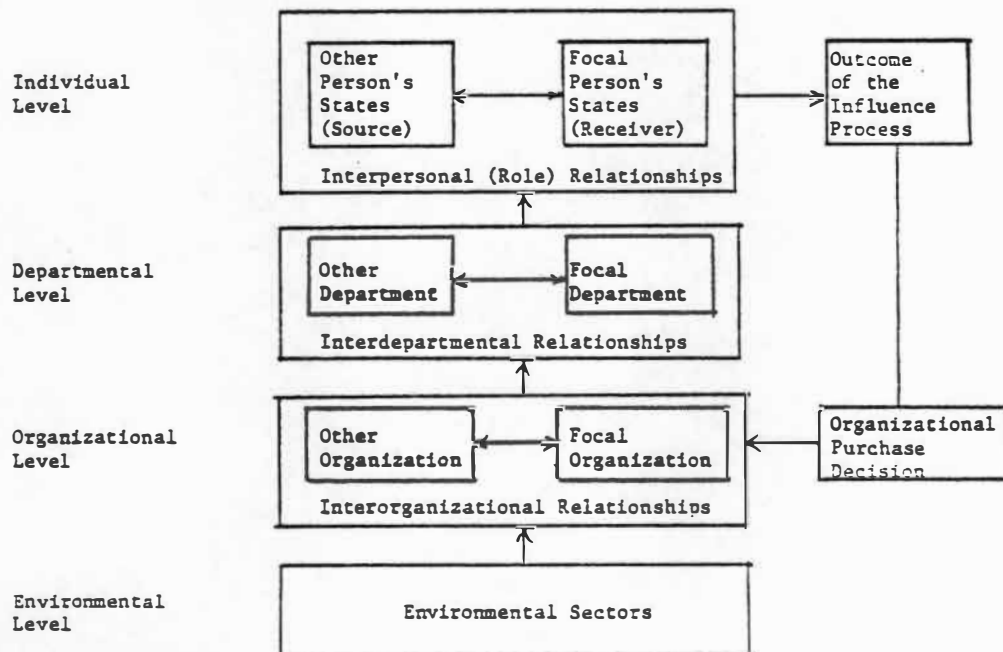 Individual
Level
Other
Person's
States
(Source)
Focal
Person's
States
(Receiver)
Interpersonal (Role) Relationships
Outcome
of the
Influence
Process
Departmental
Level
Other
Department
Focal
Department
Interdepartmental Relationships
Organizational
Level
Other
Organization
Focal
Organization
Interorganizational Relationships
Organizational
Purchase
Decision
Environmental
Level
Environmental Sectors